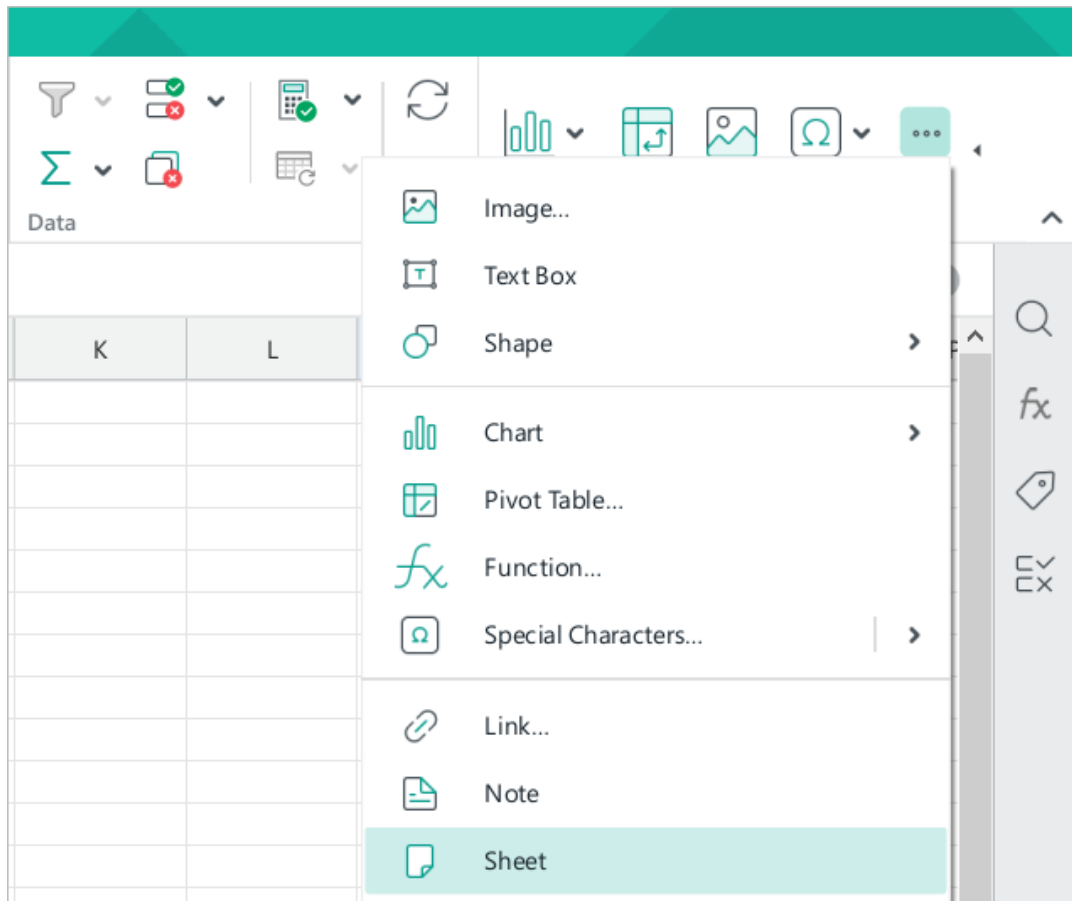 Data
K L
Image...
Text Box
Shape
Chart
Pivot Table...
Function...
Special Characters...
Link...
Note
Sheet